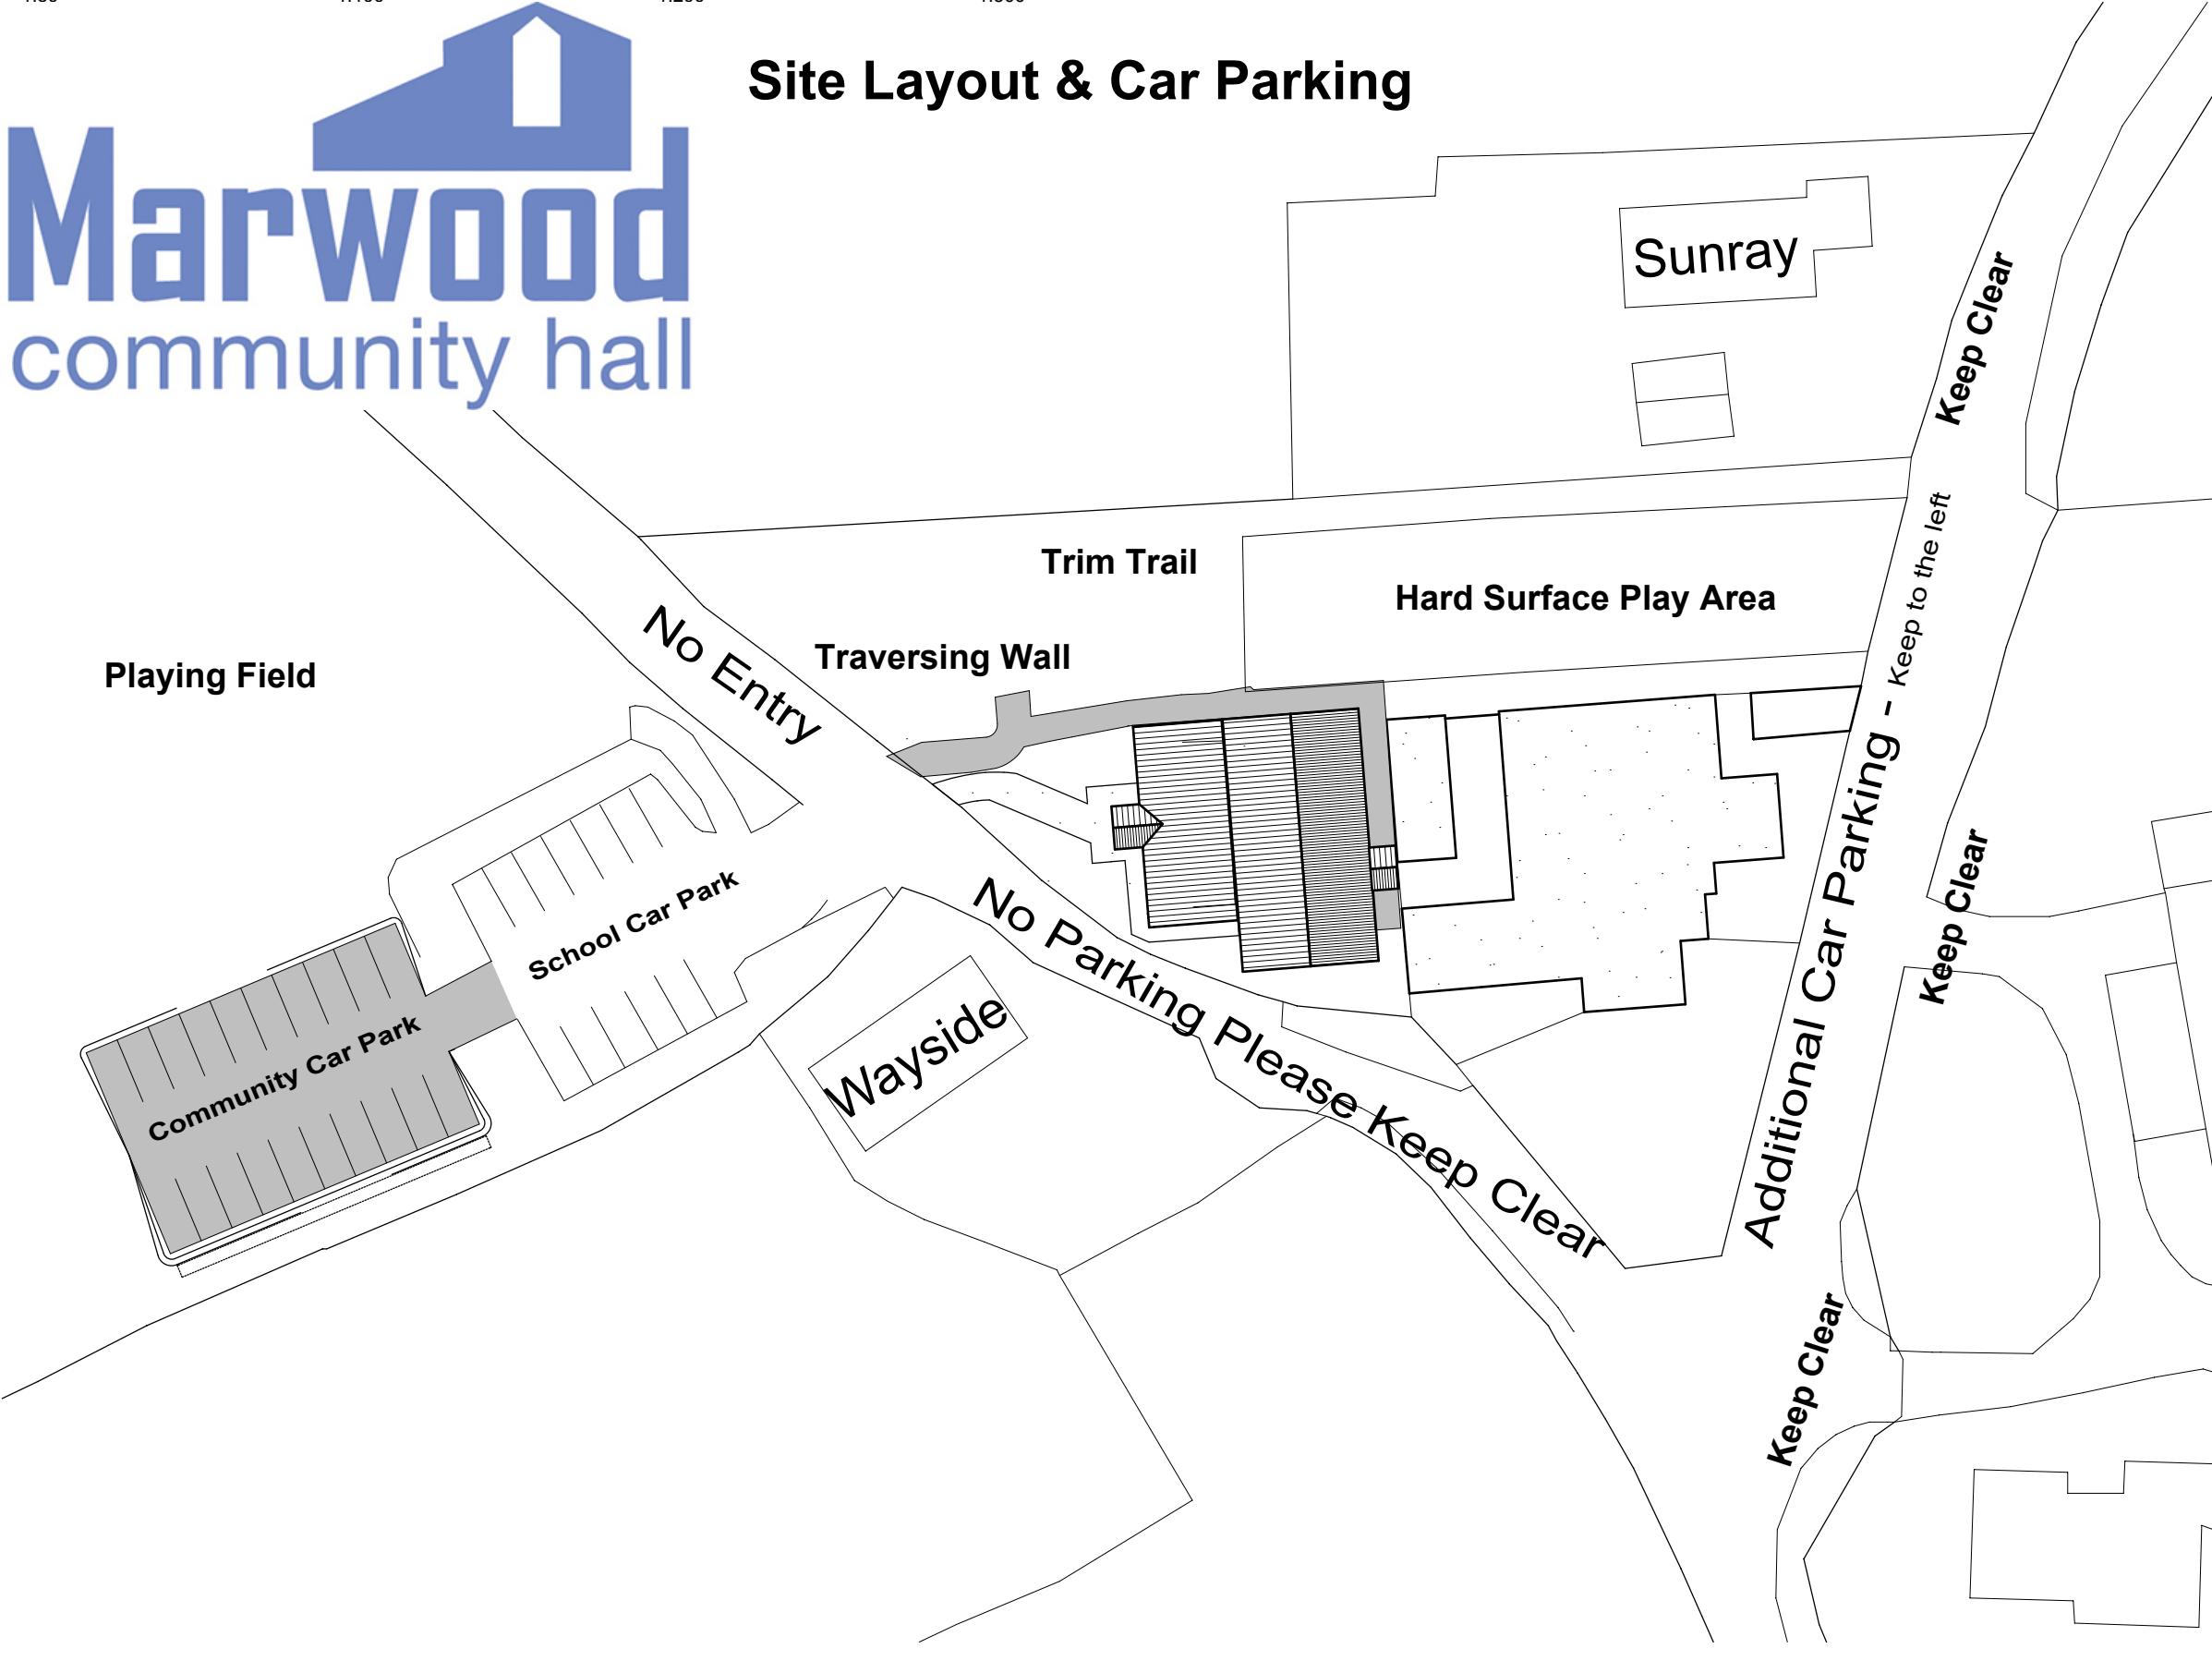 Site Layout & Car Parking
Marwood
community hall
Sunray
Keep Clear
Trim Trail
Hard Surface Play Area
Traversing Wall
Playing Field
No Entry
School Car Park
Community Car Park
Wayside
No Parking Please Keep Clear
Additional Car Parking - Keep to the left
Keep Clear
Keep Clear